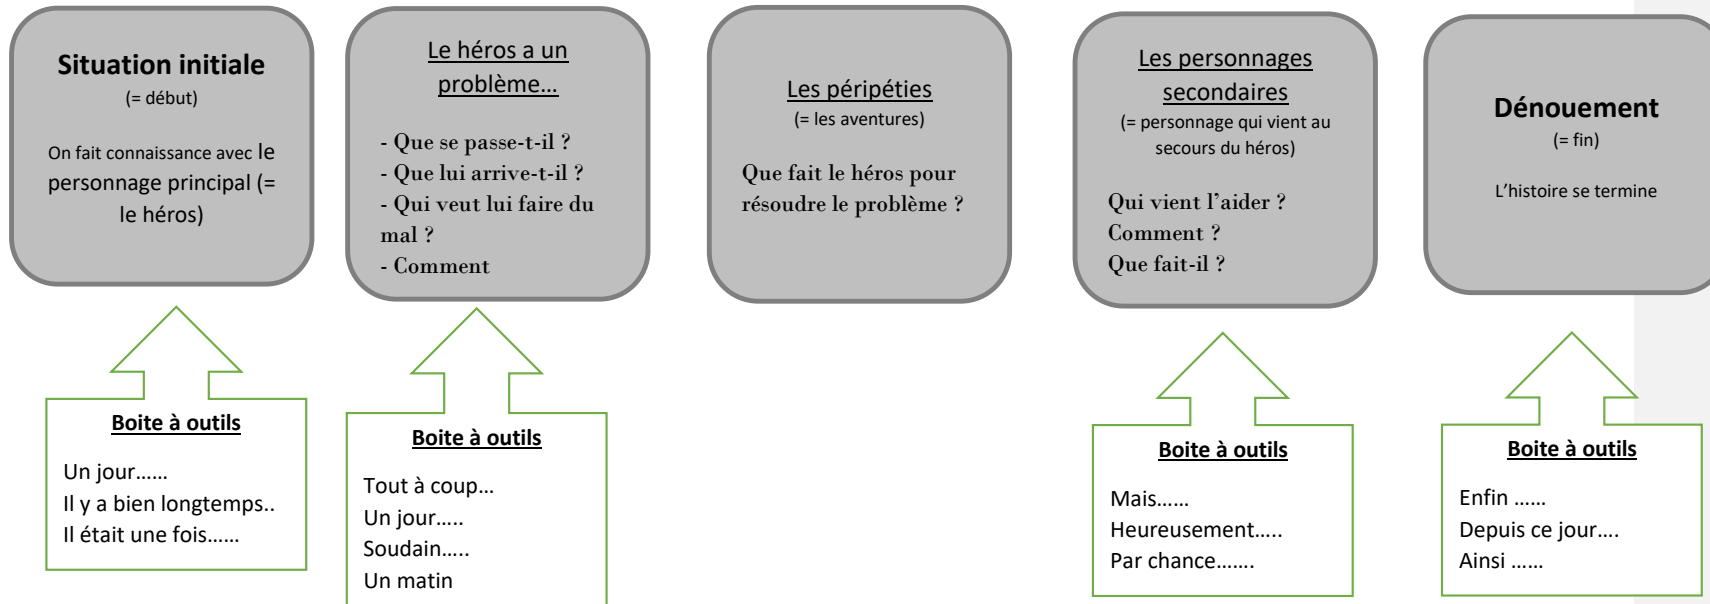 Situation initiale
(= début)
On fait connaissance avec le
personnage principal (=
le héros)
Le héros a un
problème…
- Que se passe-t-il ?
- Que lui arrive-t-il ?
- Qui veut lui faire du
mal ?
- Comment
Les péripéties
(= les aventures)
Que fait le héros pour
résoudre le problème ?
Les personnages
secondaires
(= personnage qui vient au
secours du héros)
Qui vient l’aider ?
Comment ?
Que fait-il ?
Dénouement
(= fin)
L’histoire se termine
Boite à outils
Un jour……
Il y a bien longtemps..
Il était une fois……
Boite à outils
Tout à coup…
Un jour…..
Soudain…..
Un matin
Boite à outils
Mais……
Heureusement…..
Par chance…….
Boite à outils
Enfin ……
Depuis ce jour….
Ainsi ……